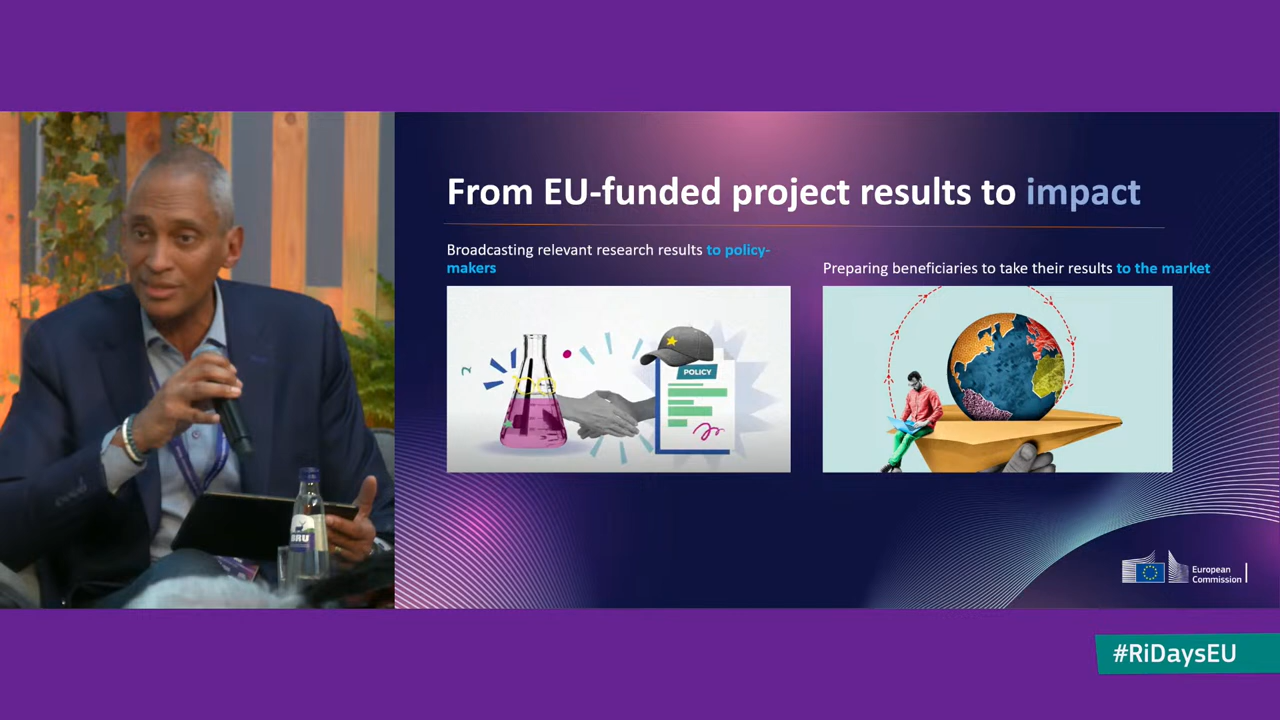 From EU-funded project results to impact
Broadcasting relevant research results to policy-
makers
Preparing beneficiaries to take their results to the market
POLICY
BRU
European
Commission
#RiDaysEU